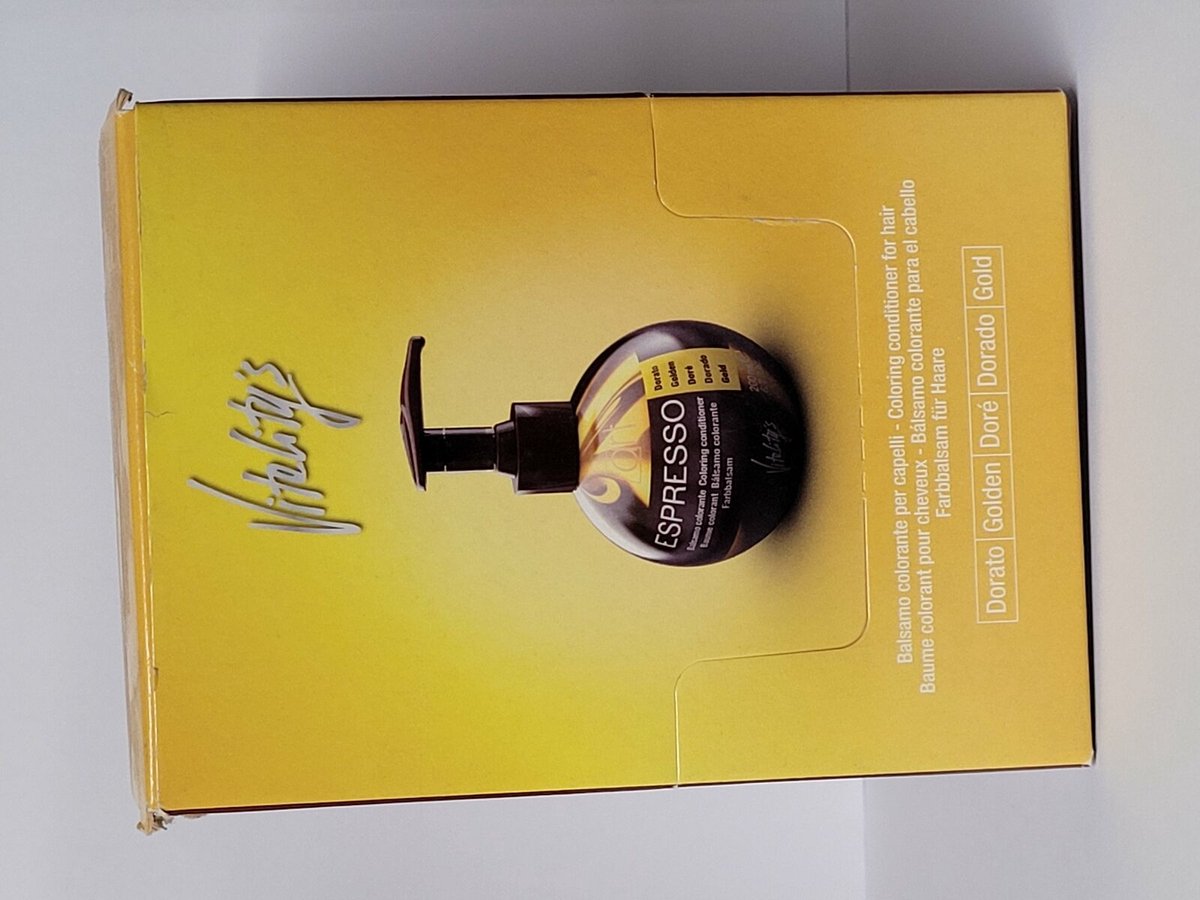 Vitality's
ESPRESSO
Balsamo colorante Coloring conditioner
Baume colorant Bálsamo colorante
Farbbalsam
Dorato
Golden
Doré
Dorado
Gold
Vitality's
Balsamo colorante per capelli - Coloring conditioner for hair
Baume colorant pour cheveux - Bálsamo colorante para el cabello
Farbbalsam für Haare
Dorato Golden Doré Dorado Gold